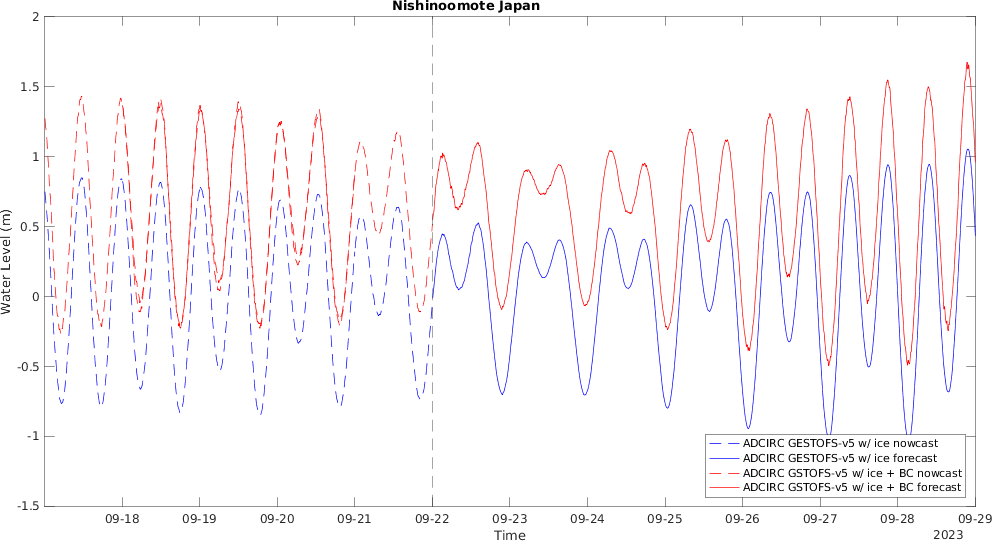 Nishinoomote Japan
Water Level (m)
2
1.5
1
0.5
0
-0.5
-1
-1.5
09-18 09-19 09-20 09-21 09-22 09-23 09-24 09-25 09-26 09-27 09-28 09-29
Time
2023
ADCIRC GESTOFS-v5 w/ ice nowcast
ADCIRC GESTOFS-v5 w/ ice forecast
ADCIRC GSTOFS-v5 w/ ice + BC nowcast
ADCIRC GSTOFS-v5 w/ ice + BC forecast